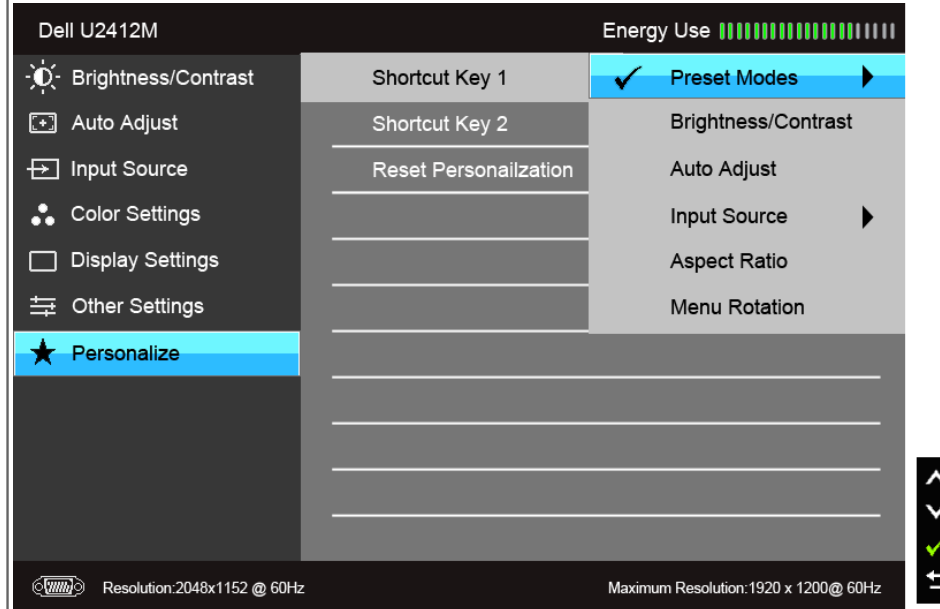 Dell U2412M
Energy Use
Brightness/Contrast
Auto Adjust
Input Source
Color Settings
Display Settings
Other Settings
Personalize
Shortcut Key 1
Shortcut Key 2
Reset Personailzation
Preset Modes
Brightness/Contrast
Auto Adjust
Input Source
Aspect Ratio
Menu Rotation
Resolution:2048x1152 @ 60Hz
Maximum Resolution:1920 x 1200@ 60Hz